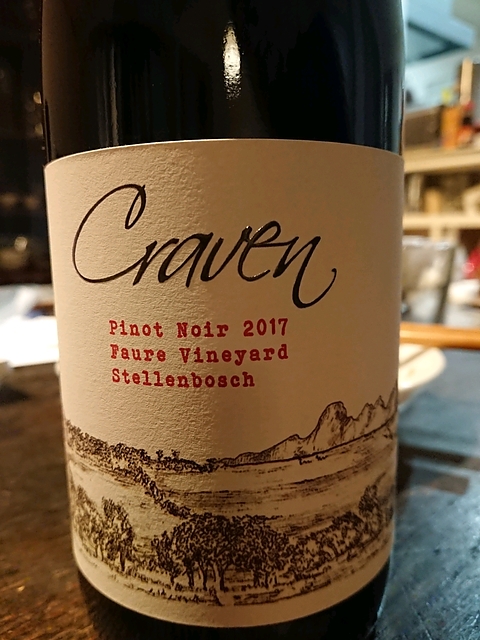 Craven
Pinot Noir 2017
Faure Vineyard
Stellenbosch